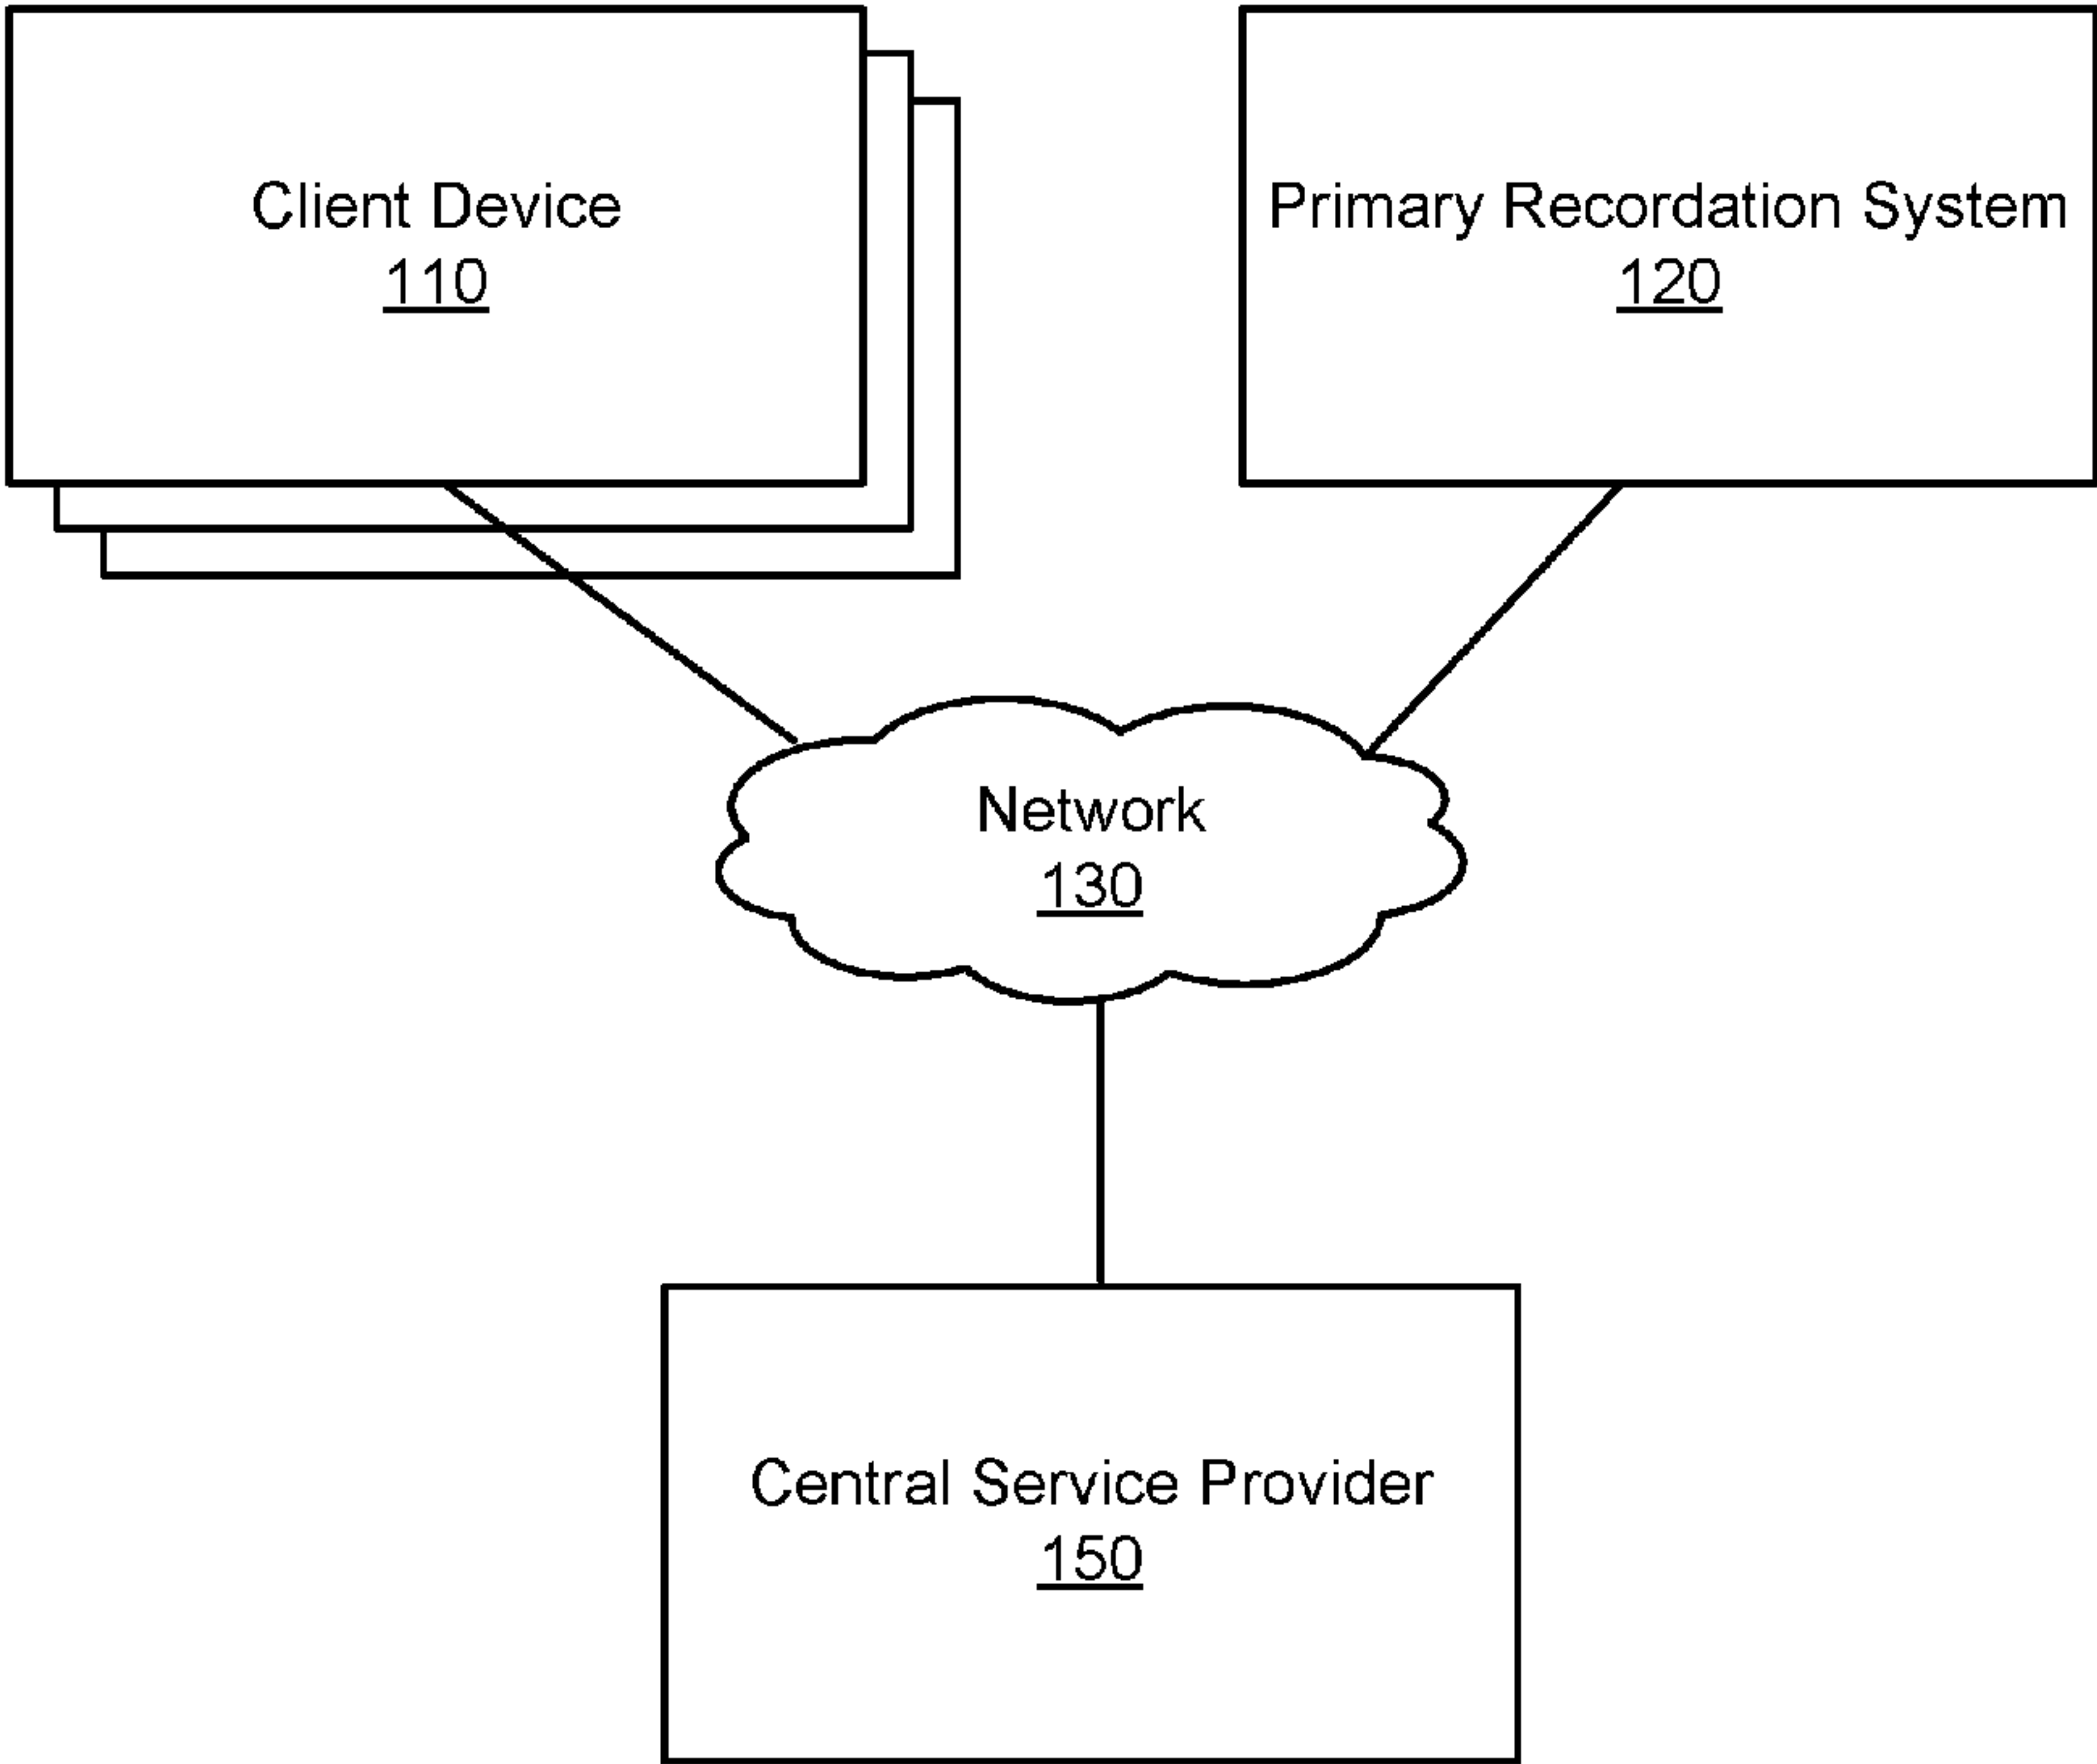 Client Device
110
Primary Recordation System
120
Network
130
Central Service Provider
150